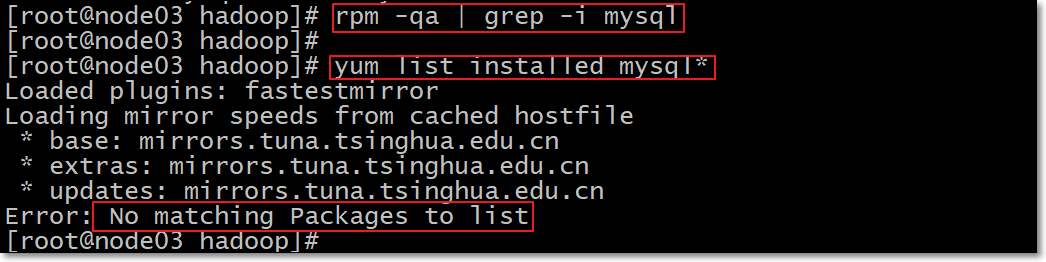 [root@node03 hadoop]# rpm -qa | grep -i mysql
[root@node03 hadoop]#
[root@node03 hadoop]# yum list installed mysql*
Loaded plugins: fastestmirror
Loading mirror speeds from cached hostfile
 * base: mirrors.tuna.tsinghua.edu.cn
 * extras: mirrors.tuna.tsinghua.edu.cn
 * updates: mirrors.tuna.tsinghua.edu.cn
Error: No matching Packages to list
[root@node03 hadoop]#